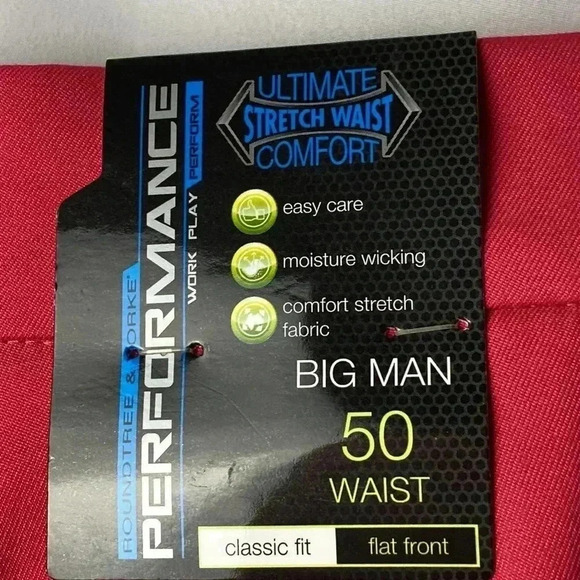 ROUNDTREE & YORKE®
PERFORMANCE
WORK PLAY PERFORM
ULTIMATE
STRETCH WAIST
COMFORT
easy care
moisture wicking
comfort stretch
fabric
BIG MAN
50
WAIST
classic fit
flat front